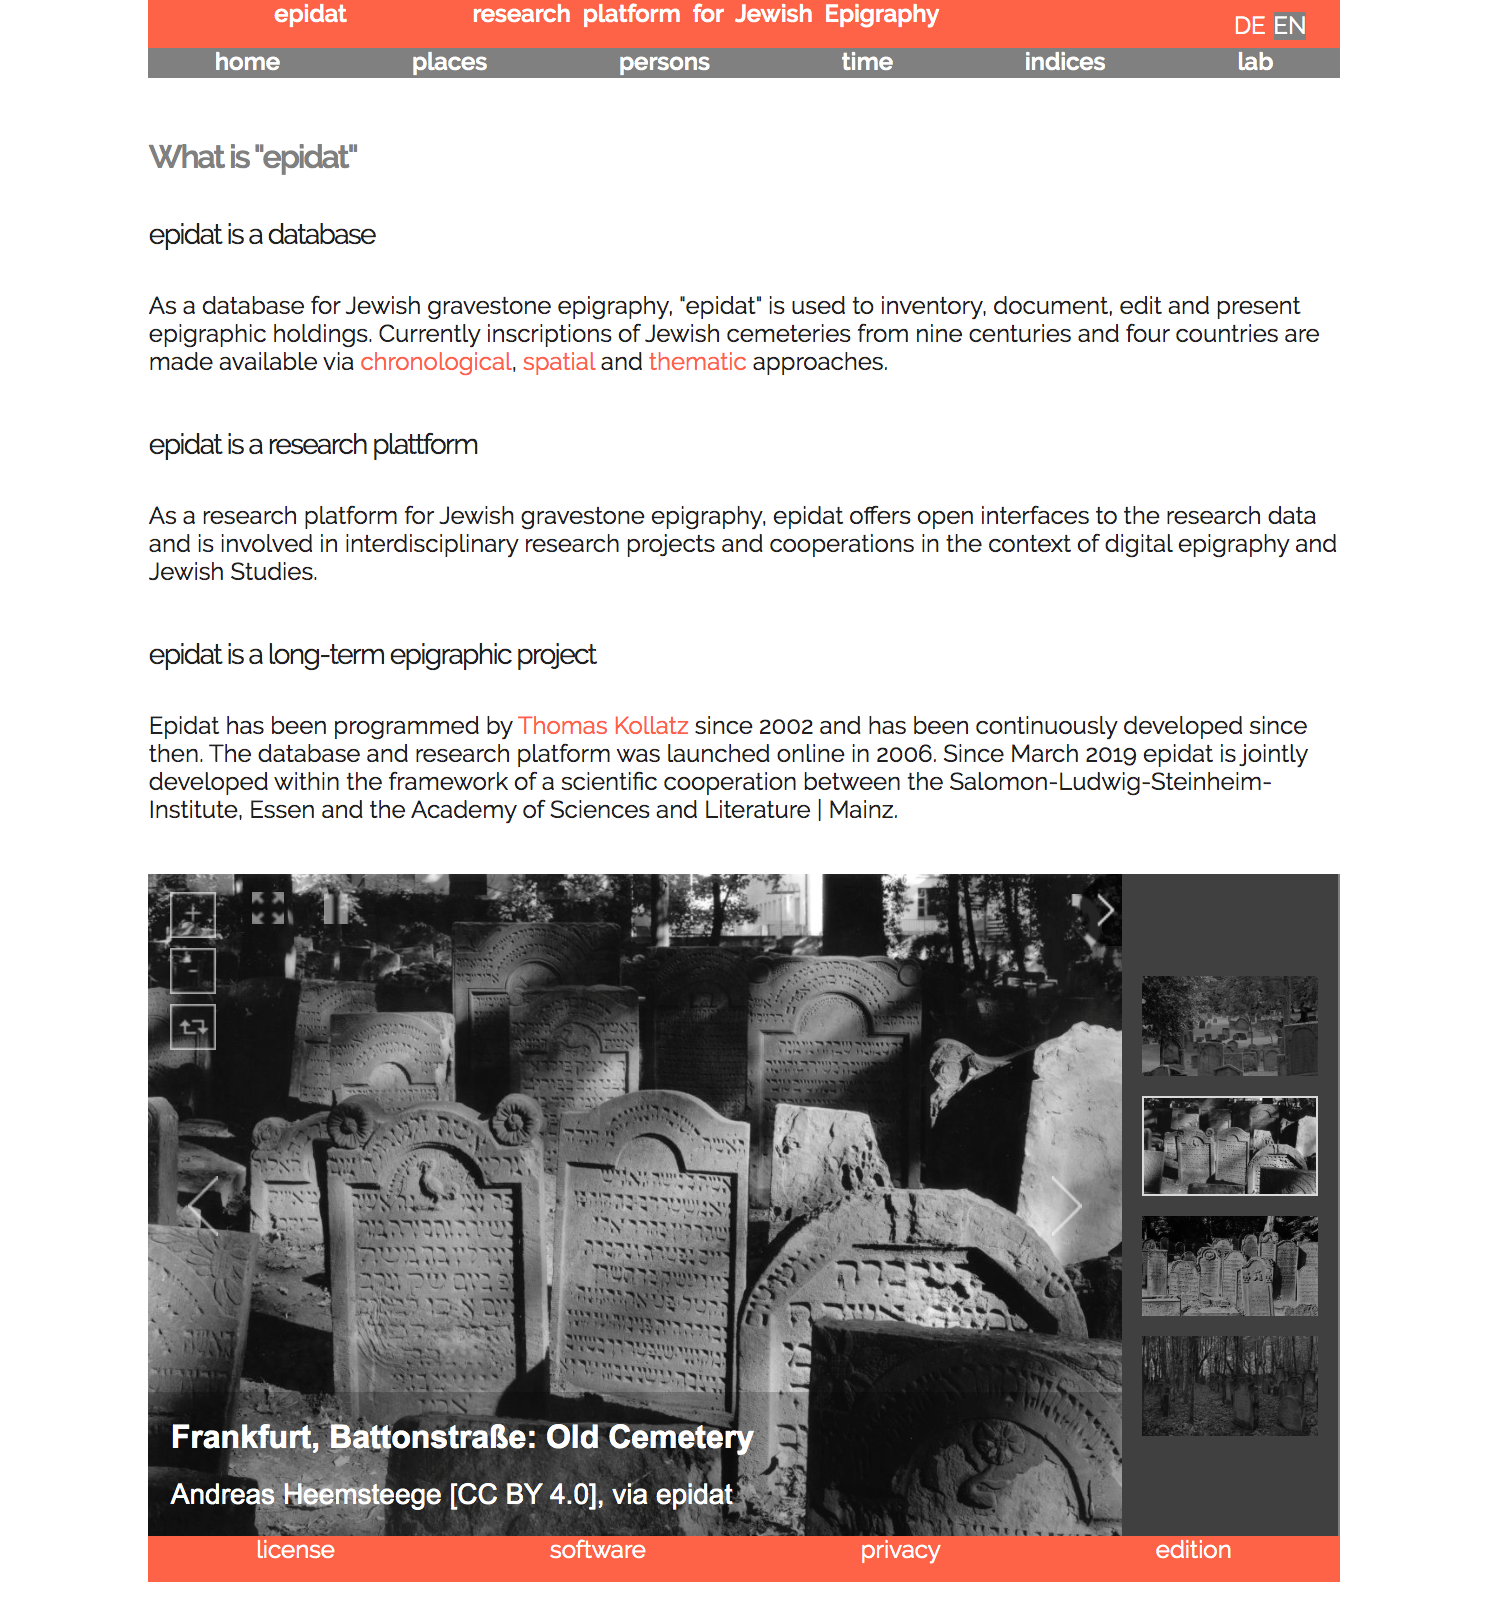 epidat research platform for Jewish Epigraphy
DE EN
home places persons time indices lab
What is "epidat"
epidat is a database
As a database for Jewish gravestone epigraphy, "epidat" is used to inventory, document, edit and present
epigraphic holdings. Currently inscriptions of Jewish cemeteries from nine centuries and four countries are
made available via chronological, spatial and thematic approaches.
epidat is a research plattform
As a research platform for Jewish gravestone epigraphy, epidat offers open interfaces to the research data
and is involved in interdisciplinary research projects and cooperations in the context of digital epigraphy and
Jewish Studies.
epidat is a long-term epigraphic project
Epidat has been programmed by Thomas Kollatz since 2002 and has been continuously developed since
then. The database and research platform was launched online in 2006. Since March 2019 epidat is jointly
developed within the framework of a scientific cooperation between the Salomon-Ludwig-Steinheim-
Institute, Essen and the Academy of Sciences and Literature | Mainz.
Frankfurt, Battonstraße: Old Cemetery
Andreas Heemsteege [CC BY 4.0], via epidat
license software privacy edition